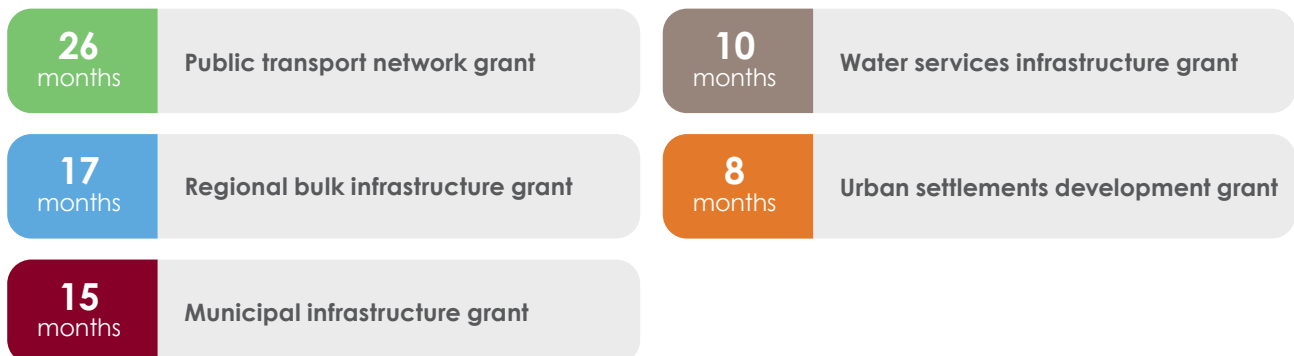 26
months
Public transport network grant
17
months
Regional bulk infrastructure grant
15
months
Municipal infrastructure grant
10
months
Water services infrastructure grant
8
months
Urban settlements development grant